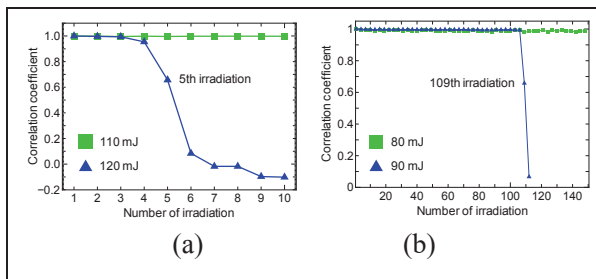 1.0
0.8
0.6
0.4
0.2
0.0
−0.2
1 2 3 4 5 6 7 8 9 10
Correlation coefficient
Number of irradiation
5th irradiation
110 mJ
120 mJ
(a)
1
0.8
0.6
0.4
0.2
0
20 40 60 80 100 120 140
Correlation coefficient
Number of irradiation
109th irradiation
80 mJ
90 mJ
(b)